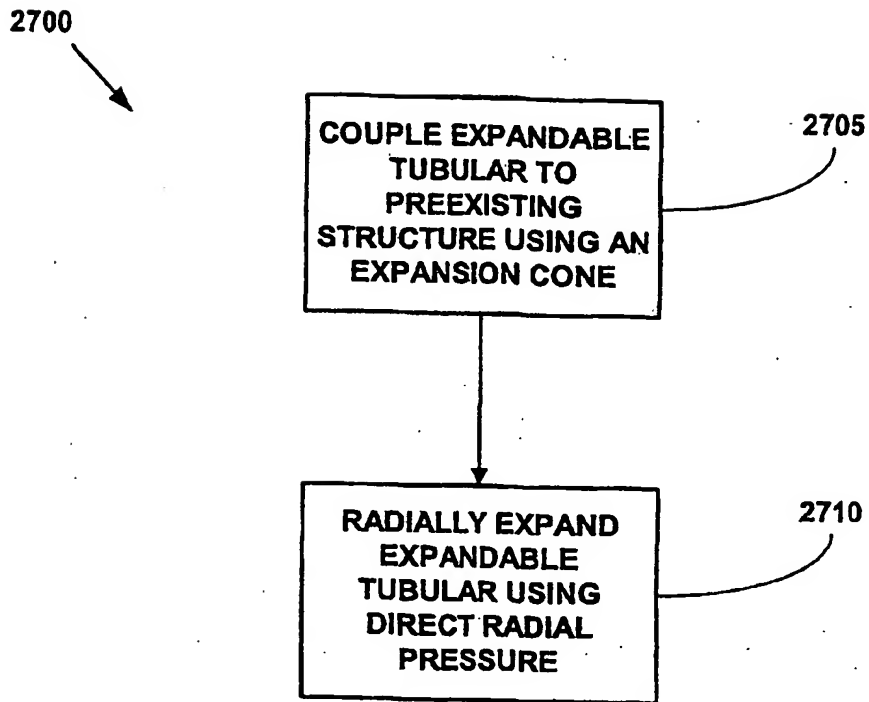 2700
COUPLE EXPANDABLE
TUBULAR TO
PREEXISTING
STRUCTURE USING AN
EXPANSION CONE
2705
RADIALLY EXPAND
EXPANDABLE
TUBULAR USING
DIRECT RADIAL
PRESSURE
2710